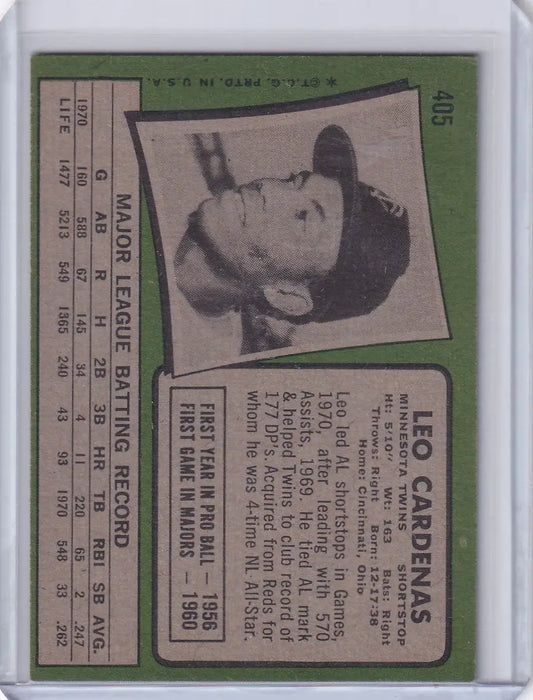 405
LEO CARDENAS
MINNESOTA TWINS SHORTSTOP
Ht: 5'10" Wt: 163 Bats: Right
Throws: Right Born: 12-17-38
Home: Cincinnati, Ohio
Leo led AL shortstops in Games,
1970, after leading with 570
Assists, 1969. He tied AL mark
& helped Twins to club record of
177 DP's. Acquired from Reds for
whom he was 4-time NL All-Star.
FIRST YEAR IN PRO BALL — 1956
FIRST GAME IN MAJORS — 1960
*©T.C.G. PRTD. IN U.S.A.
MAJOR LEAGUE BATTING RECORD
G AB R H 2B 3B HR TB RBI SB AVG.
1970 160 588 67 145 34 4 11 220 65 2 .247
LIFE 1477 5213 549 1365 240 43 93 1970 548 33 .262